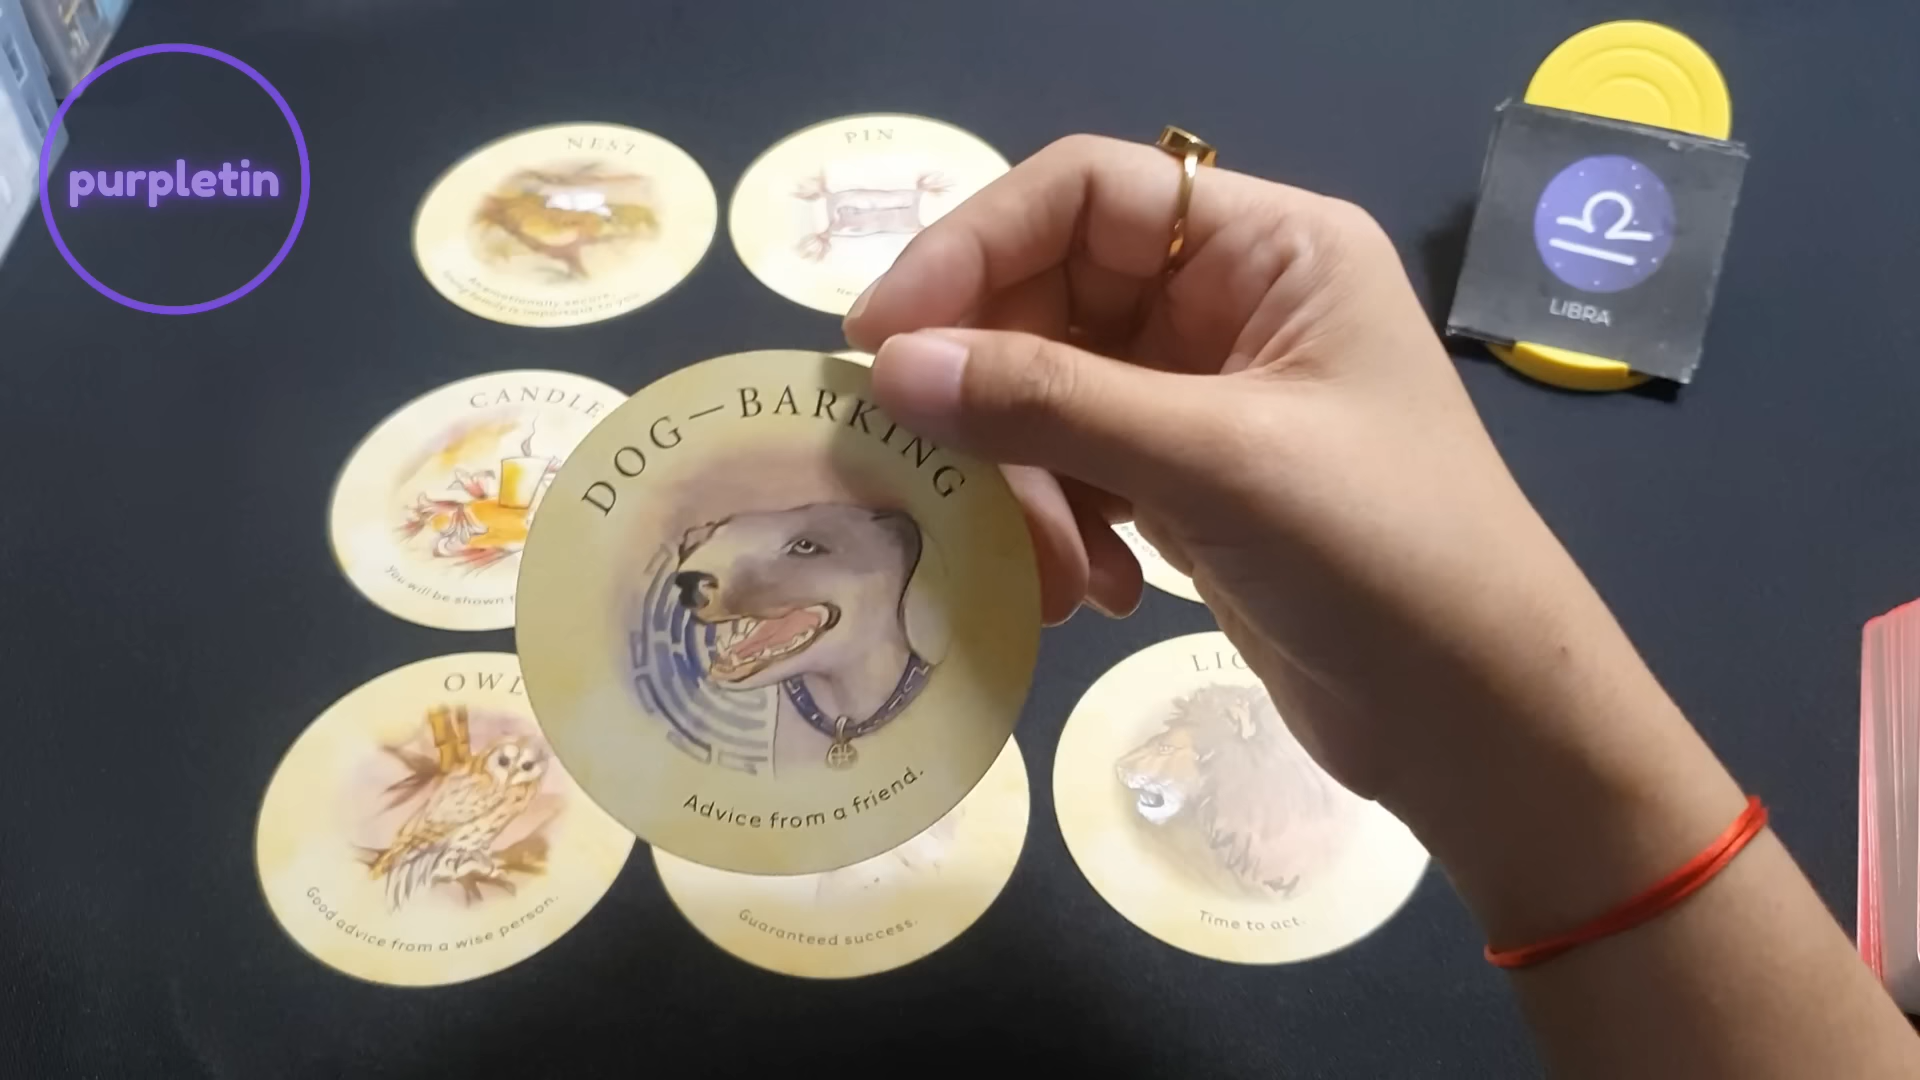 purpletin
NEST
PIN
LIBRA
CANDLE
You will be shown
DOG—BARKING
Advice from a friend.
OWL
Good advice from a wise person.
Guaranteed success.
Time to act.